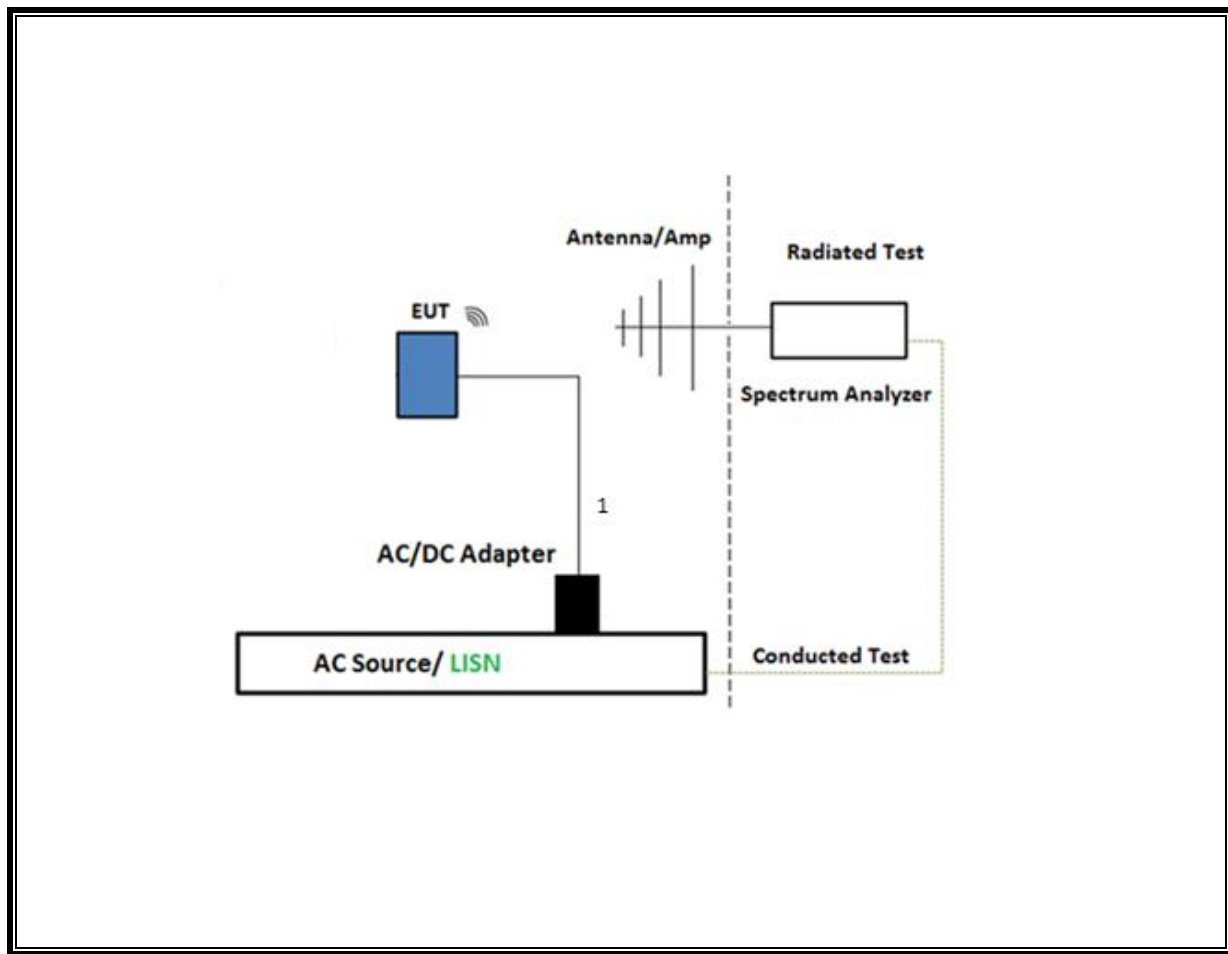 Antenna/Amp
Radiated Test
EUT
Spectrum Analyzer
1
AC/DC Adapter
AC Source/ LISN
Conducted Test